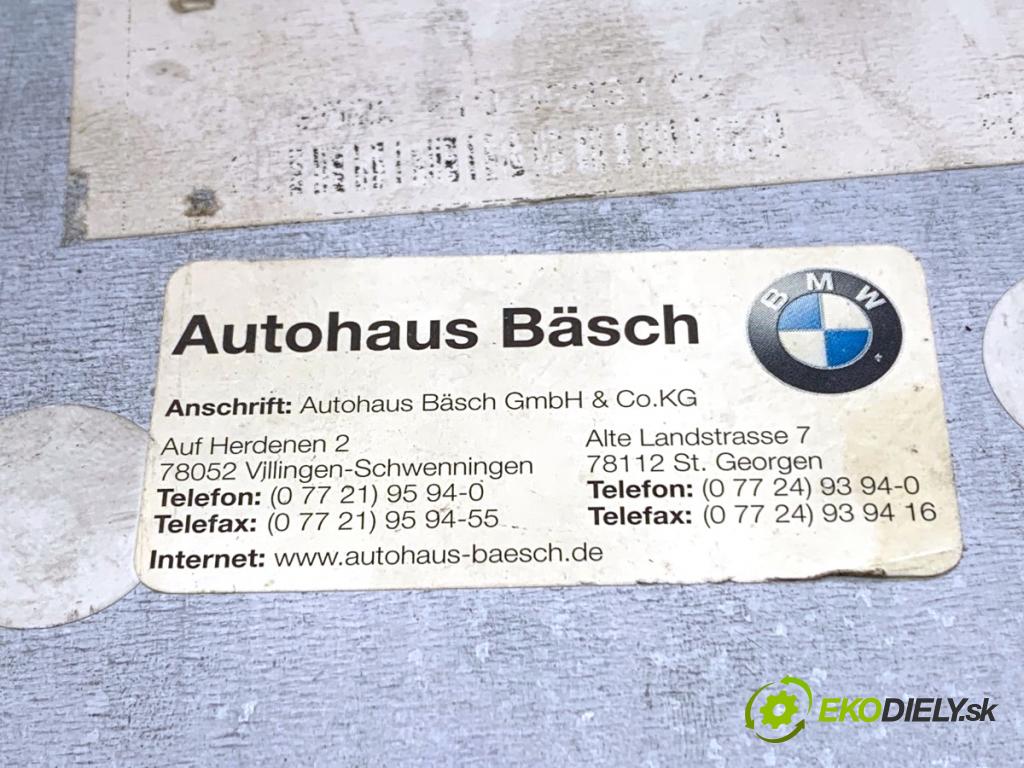 Autohaus Bäsch
BMW
Anschrift: Autohaus Bäsch GmbH & Co.KG
Auf Herdenen 2
78052 Villingen-Schwenningen
Telefon: (0 77 21) 95 94-0
Telefax: (0 77 21) 95 94-55
Alte Landstrasse 7
78112 St. Georgen
Telefon: (0 77 24) 93 94-0
Telefax: (0 77 24) 93 94 16
Internet: www.autohaus-baesch.de
EKODIELY.sk